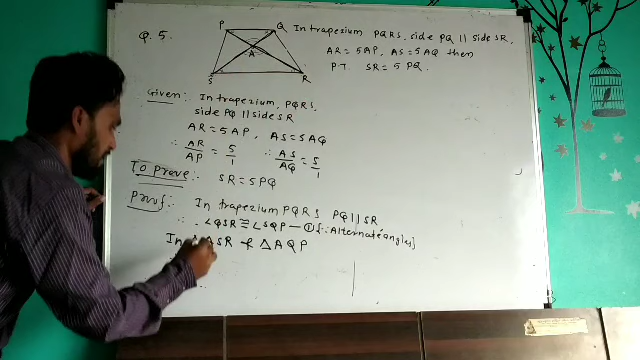 Q. 5.
P Q
A
S R
In trapezium PQRS, side PQ || side SR,
AR = 5AP, AS = 5AQ then
P.T. SR = 5 PQ.
Given:- In trapezium, PQRS,
side PQ || side SR
AR = 5AP, AS = 5AQ
∴ AR/AP = 5/1 ∴ AS/AQ = 5/1
To prove:- SR = 5PQ
Proof:- In trapezium PQRS PQ || SR
∴ ∠QSR ≅ ∠SQP — ① [∵ Alternate angles]
In ASR & △AQP